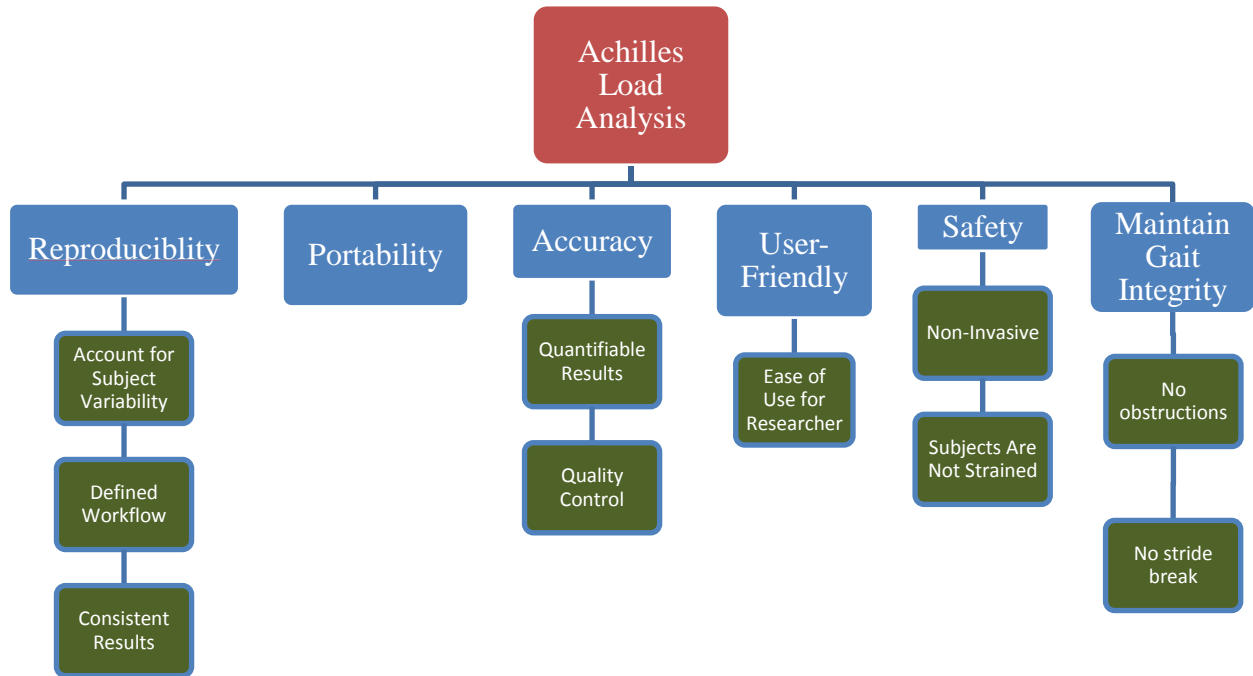 Achilles
Load
Analysis
Reproduciblity
Portability
Accuracy
User-
Friendly
Safety
Maintain
Gait
Integrity
Account for
Subject
Variability
Defined
Workflow
Consistent
Results
Quantifiable
Results
Quality
Control
Ease of
Use for
Researcher
Non-Invasive
Subjects Are
Not Strained
No
obstructions
No stride
break